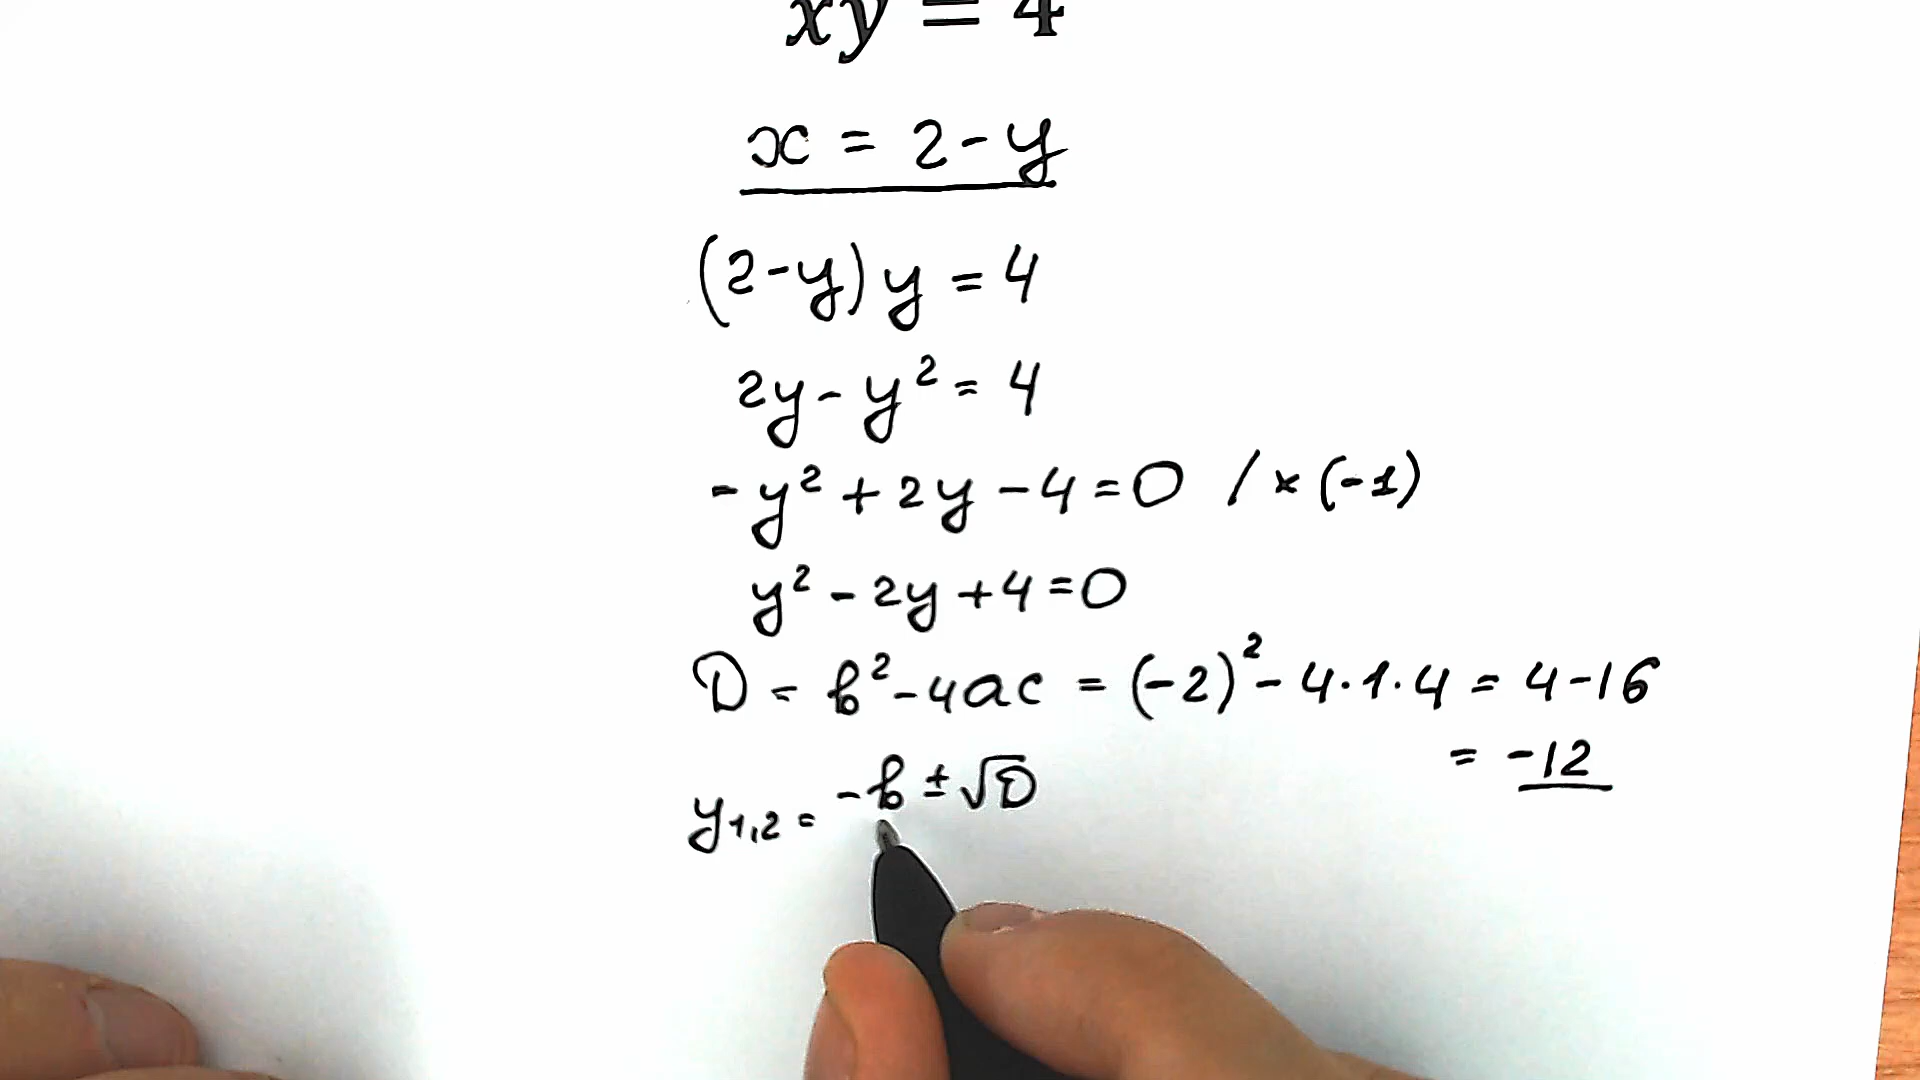 xy = 4
x = 2 - y
(2-y) y = 4
2y - y² = 4
- y² + 2y - 4 = 0 / × (-1)
y² - 2y + 4 = 0
D = b² - 4ac = (-2)² - 4·1·4 = 4 - 16
= -12
y₁,₂ = -b ± √D